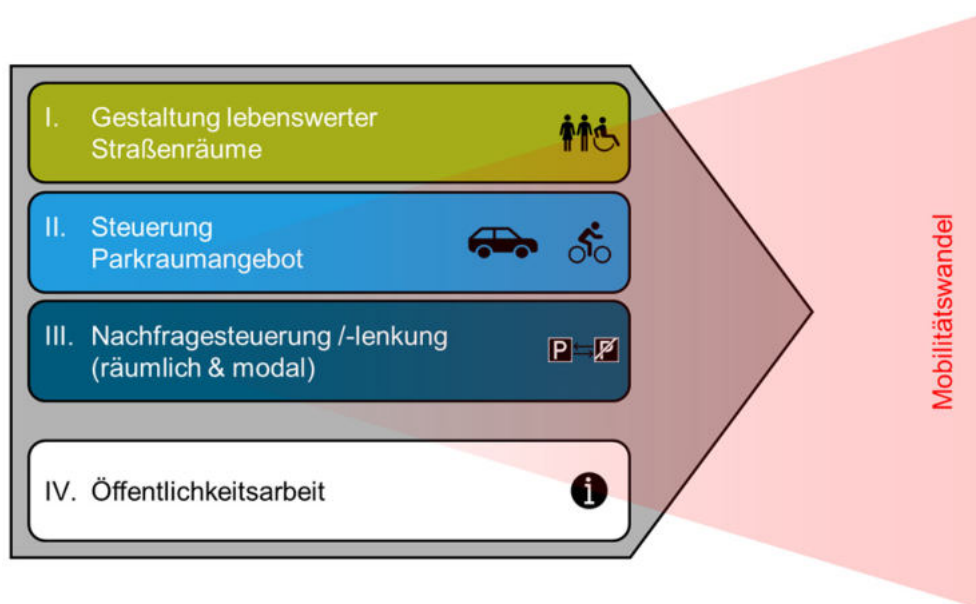 I. Gestaltung lebenswerter
Straßenräume
II. Steuerung
Parkraumangebot
III. Nachfragesteuerung /-lenkung
(räumlich & modal)
P P
IV. Öffentlichkeitsarbeit
i
Mobilitätswandel